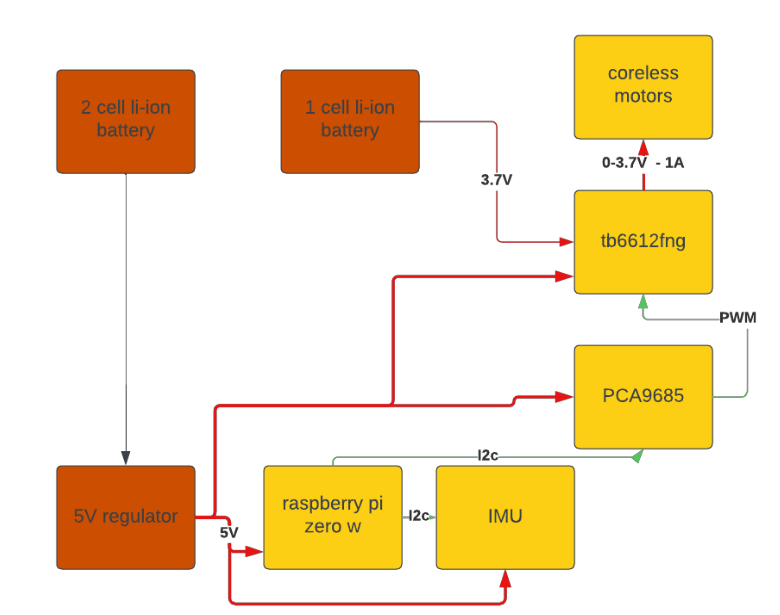 coreless
motors
2 cell li-ion
battery
1 cell li-ion
battery
0-3.7V - 1A
3.7V
tb6612fng
PWM
PCA9685
I2c
5V regulator
raspberry pi
zero w
I2c
IMU
5V